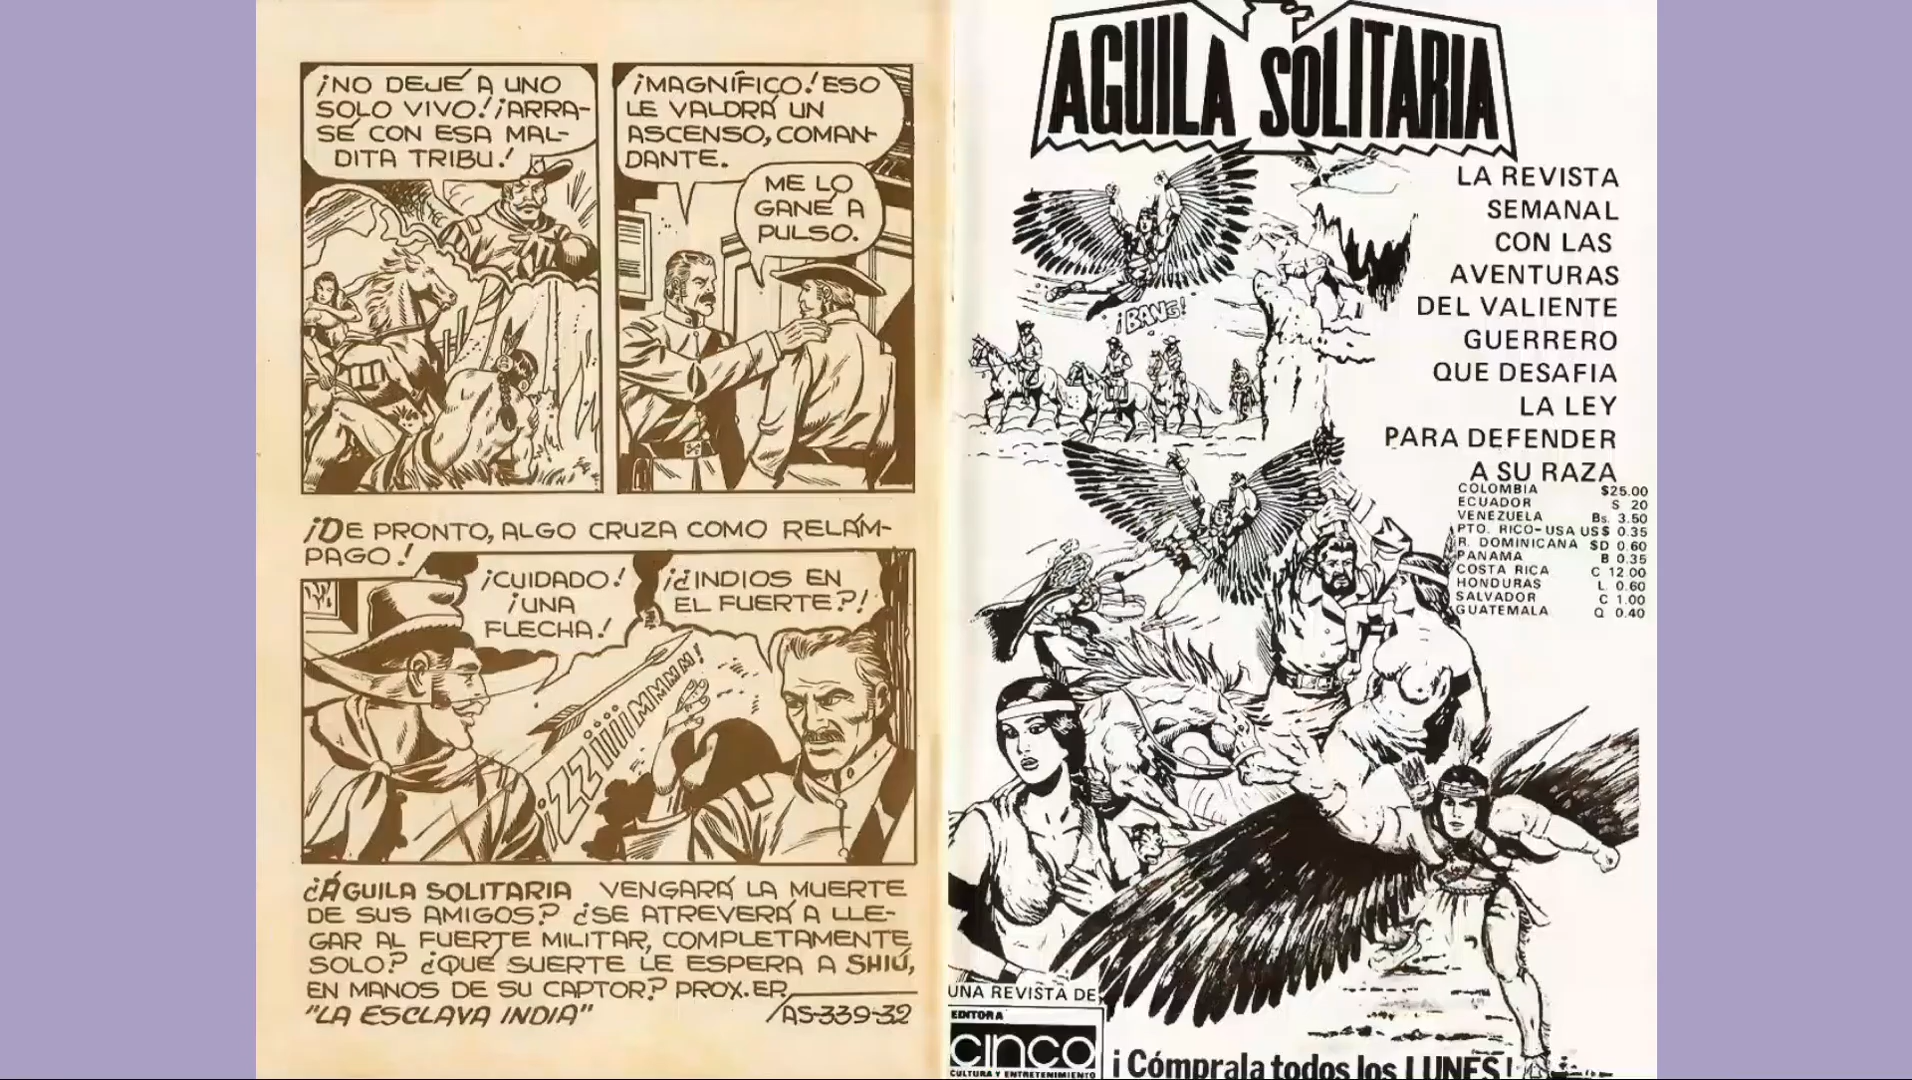 ¡NO DEJÉ A UNO
SOLO VIVO! ¡ARRA-
SÉ CON ESA MAL-
DITA TRIBU!
¡MAGNÍFICO! ESO
LE VALDRÁ UN
ASCENSO, COMAN-
DANTE.
ME LO
GANÉ A
PULSO.
¡DE PRONTO, ALGO CRUZA COMO RELÁM-
PAGO!
¡CUIDADO!
¡UNA
FLECHA!
¡¿INDIOS EN
EL FUERTE?!
¡ZZiiiiiMMMM!
¿ÁGUILA SOLITARIA VENGARÁ LA MUERTE
DE SUS AMIGOS? ¿SE ATREVERÁ A LLE-
GAR AL FUERTE MILITAR, COMPLETAMENTE
SOLO? ¿QUÉ SUERTE LE ESPERA A SHIÚ,
EN MANOS DE SU CAPTOR? PROX. EP.
"LA ESCLAVA INDIA"
AS-339-32
AGUILA SOLITARIA
LA REVISTA
SEMANAL
CON LAS
AVENTURAS
DEL VALIENTE
GUERRERO
QUE DESAFIA
LA LEY
PARA DEFENDER
A SU RAZA
¡BANG!
COLOMBIA $25.00
ECUADOR S 20
VENEZUELA Bs. 3.50
PTO. RICO-USA US$ 0.35
R. DOMINICANA $D 0.60
PANAMA B 0.35
COSTA RICA C 12.00
HONDURAS L 0.60
SALVADOR C 1.00
GUATEMALA Q 0.40
UNA REVISTA DE
EDITORA
cinco
CULTURA Y ENTRETENIMIENTO
¡Cómprala todos los LUNES!